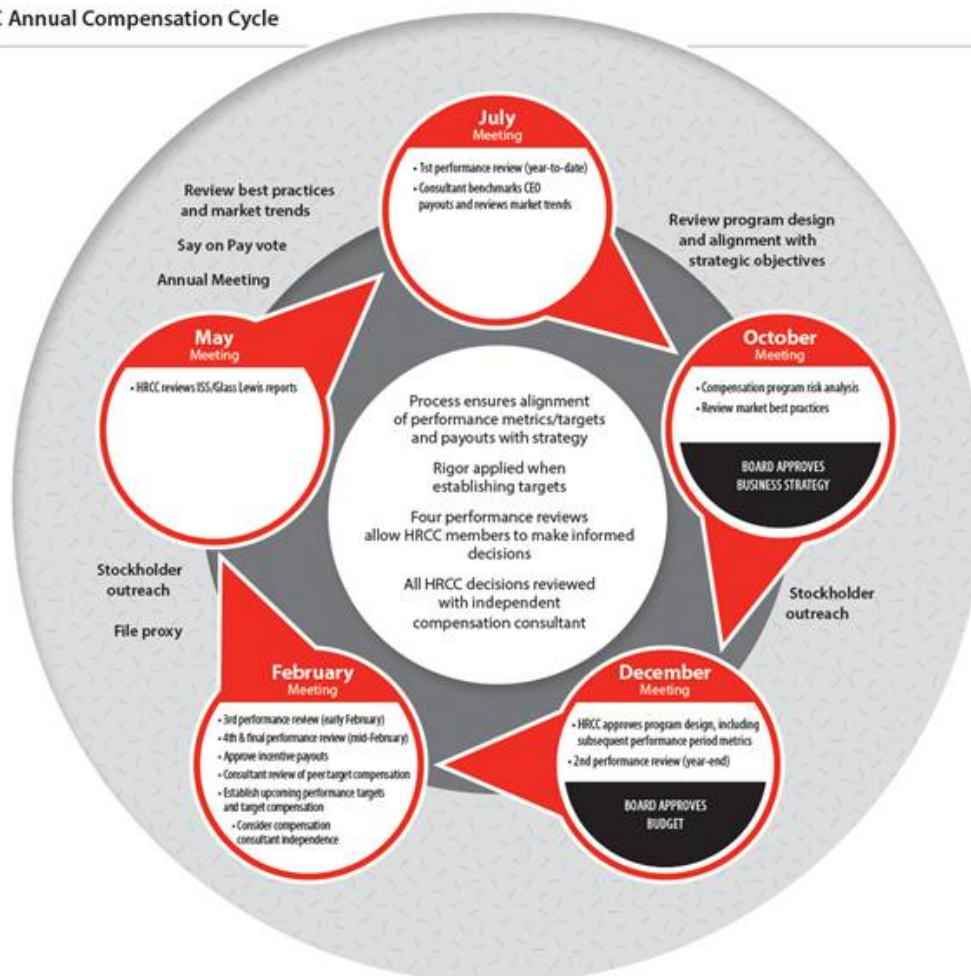 C Annual Compensation Cycle
July
Meeting
• 1st performance review (year-to-date)
• Consultant benchmarks CEO
payouts and reviews market trends
Review best practices
and market trends
Say on Pay vote
Annual Meeting
Review program design
and alignment with
strategic objectives
May
Meeting
• HRCC reviews ISS/Glass Lewis reports
October
Meeting
• Compensation program risk analysis
• Review market best practices
BOARD APPROVES
BUSINESS STRATEGY
Process ensures alignment
of performance metrics/targets
and payouts with strategy
Rigor applied when
establishing targets
Four performance reviews
allow HRCC members to make informed
decisions
All HRCC decisions reviewed
with independent
compensation consultant
Stockholder
outreach
File proxy
Stockholder
outreach
February
Meeting
• 3rd performance review (early February)
• 4th & final performance review (mid-February)
• Approve incentive payouts
• Consultant review of peer target compensation
• Establish upcoming performance targets
and target compensation
• Consider compensation
consultant independence
December
Meeting
• HRCC approves program design, including
subsequent performance period metrics
• 2nd performance review (year-end)
BOARD APPROVES
BUDGET